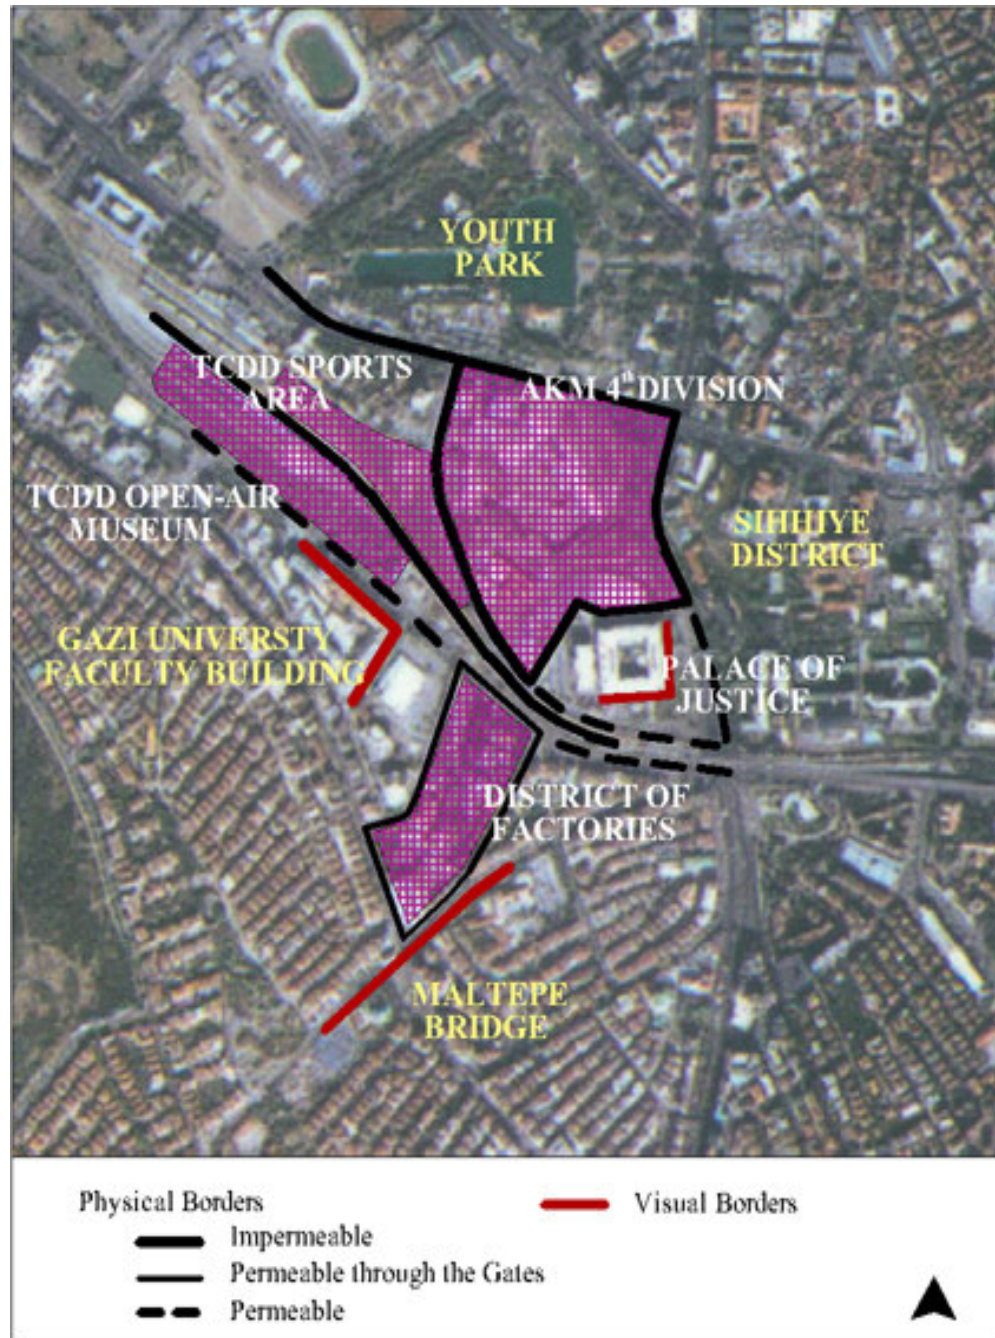 YOUTH
PARK
TCDD SPORTS
AREA
AKM 4th DIVISION
TCDD OPEN-AIR
MUSEUM
SIHHIYE
DISTRICT
GAZI UNIVERSTY
FACULTY BUILDING
PALACE OF
JUSTICE
DISTRICT OF
FACTORIES
MALTEPE
BRIDGE
Physical Borders
Impermeable
Permeable through the Gates
Permeable
Visual Borders